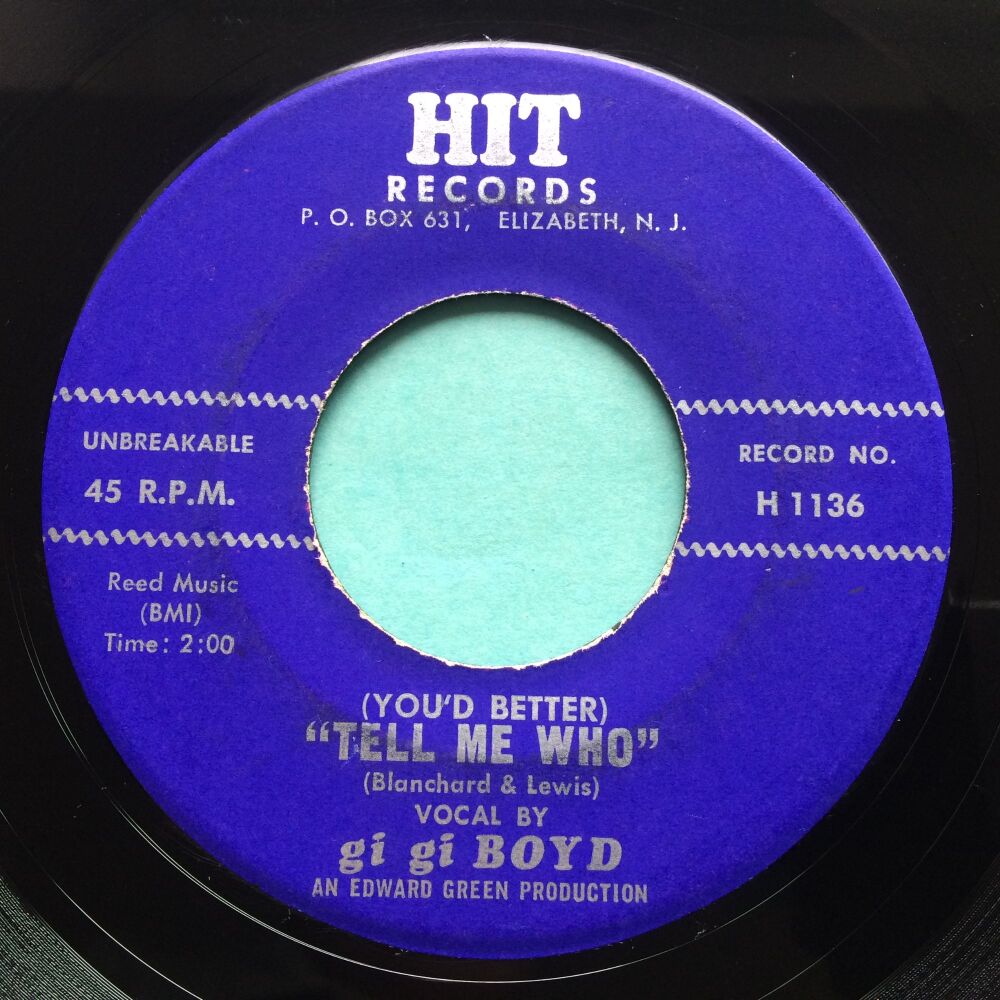 HIT
RECORDS
P. O. BOX 631, ELIZABETH, N. J.
UNBREAKABLE
45 R.P.M.
RECORD NO.
H 1136
Reed Music
(BMI)
Time: 2:00
(YOU'D BETTER)
"TELL ME WHO"
(Blanchard & Lewis)
VOCAL BY
gi gi BOYD
AN EDWARD GREEN PRODUCTION